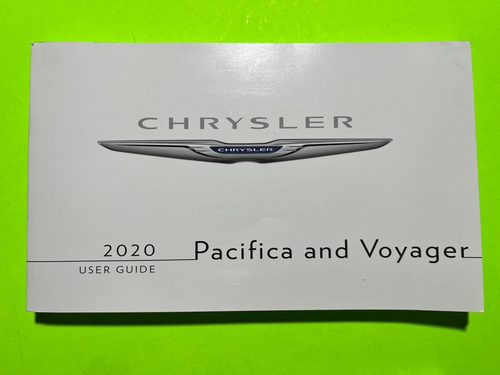 CHRYSLER
CHRYSLER
2020 Pacifica and Voyager
USER GUIDE